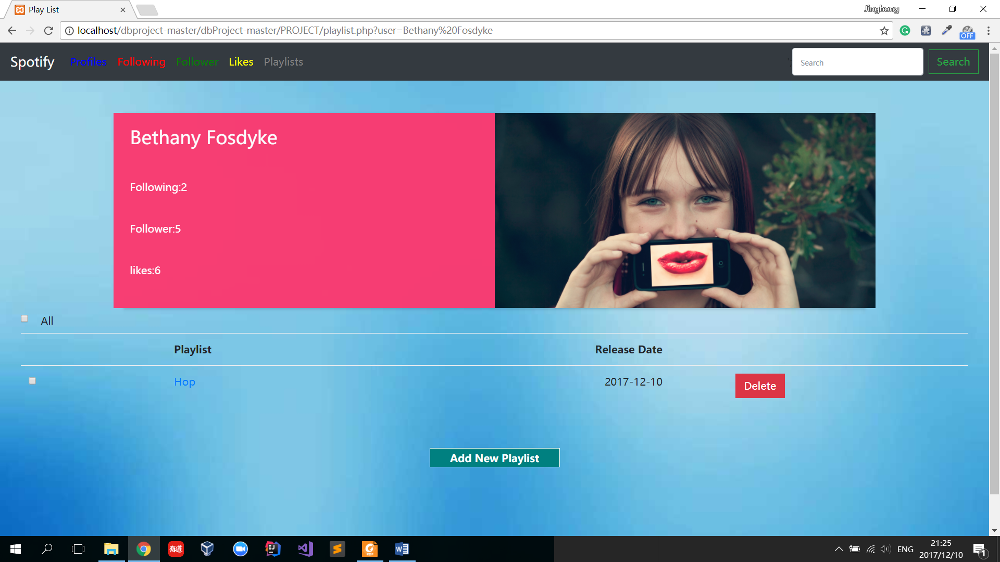 Play List
Jinghong
localhost/dbproject-master/dbProject-master/PROJECT/playlist.php?user=Bethany%20Fosdyke
OFF
Spotify Profiles Following Follower Likes Playlists Search Search
Bethany Fosdyke
Following:2
Follower:5
likes:6
All
Playlist Release Date
Hop 2017-12-10 Delete
Add New Playlist
有道
PDF
ENG
21:25
2017/12/10
1